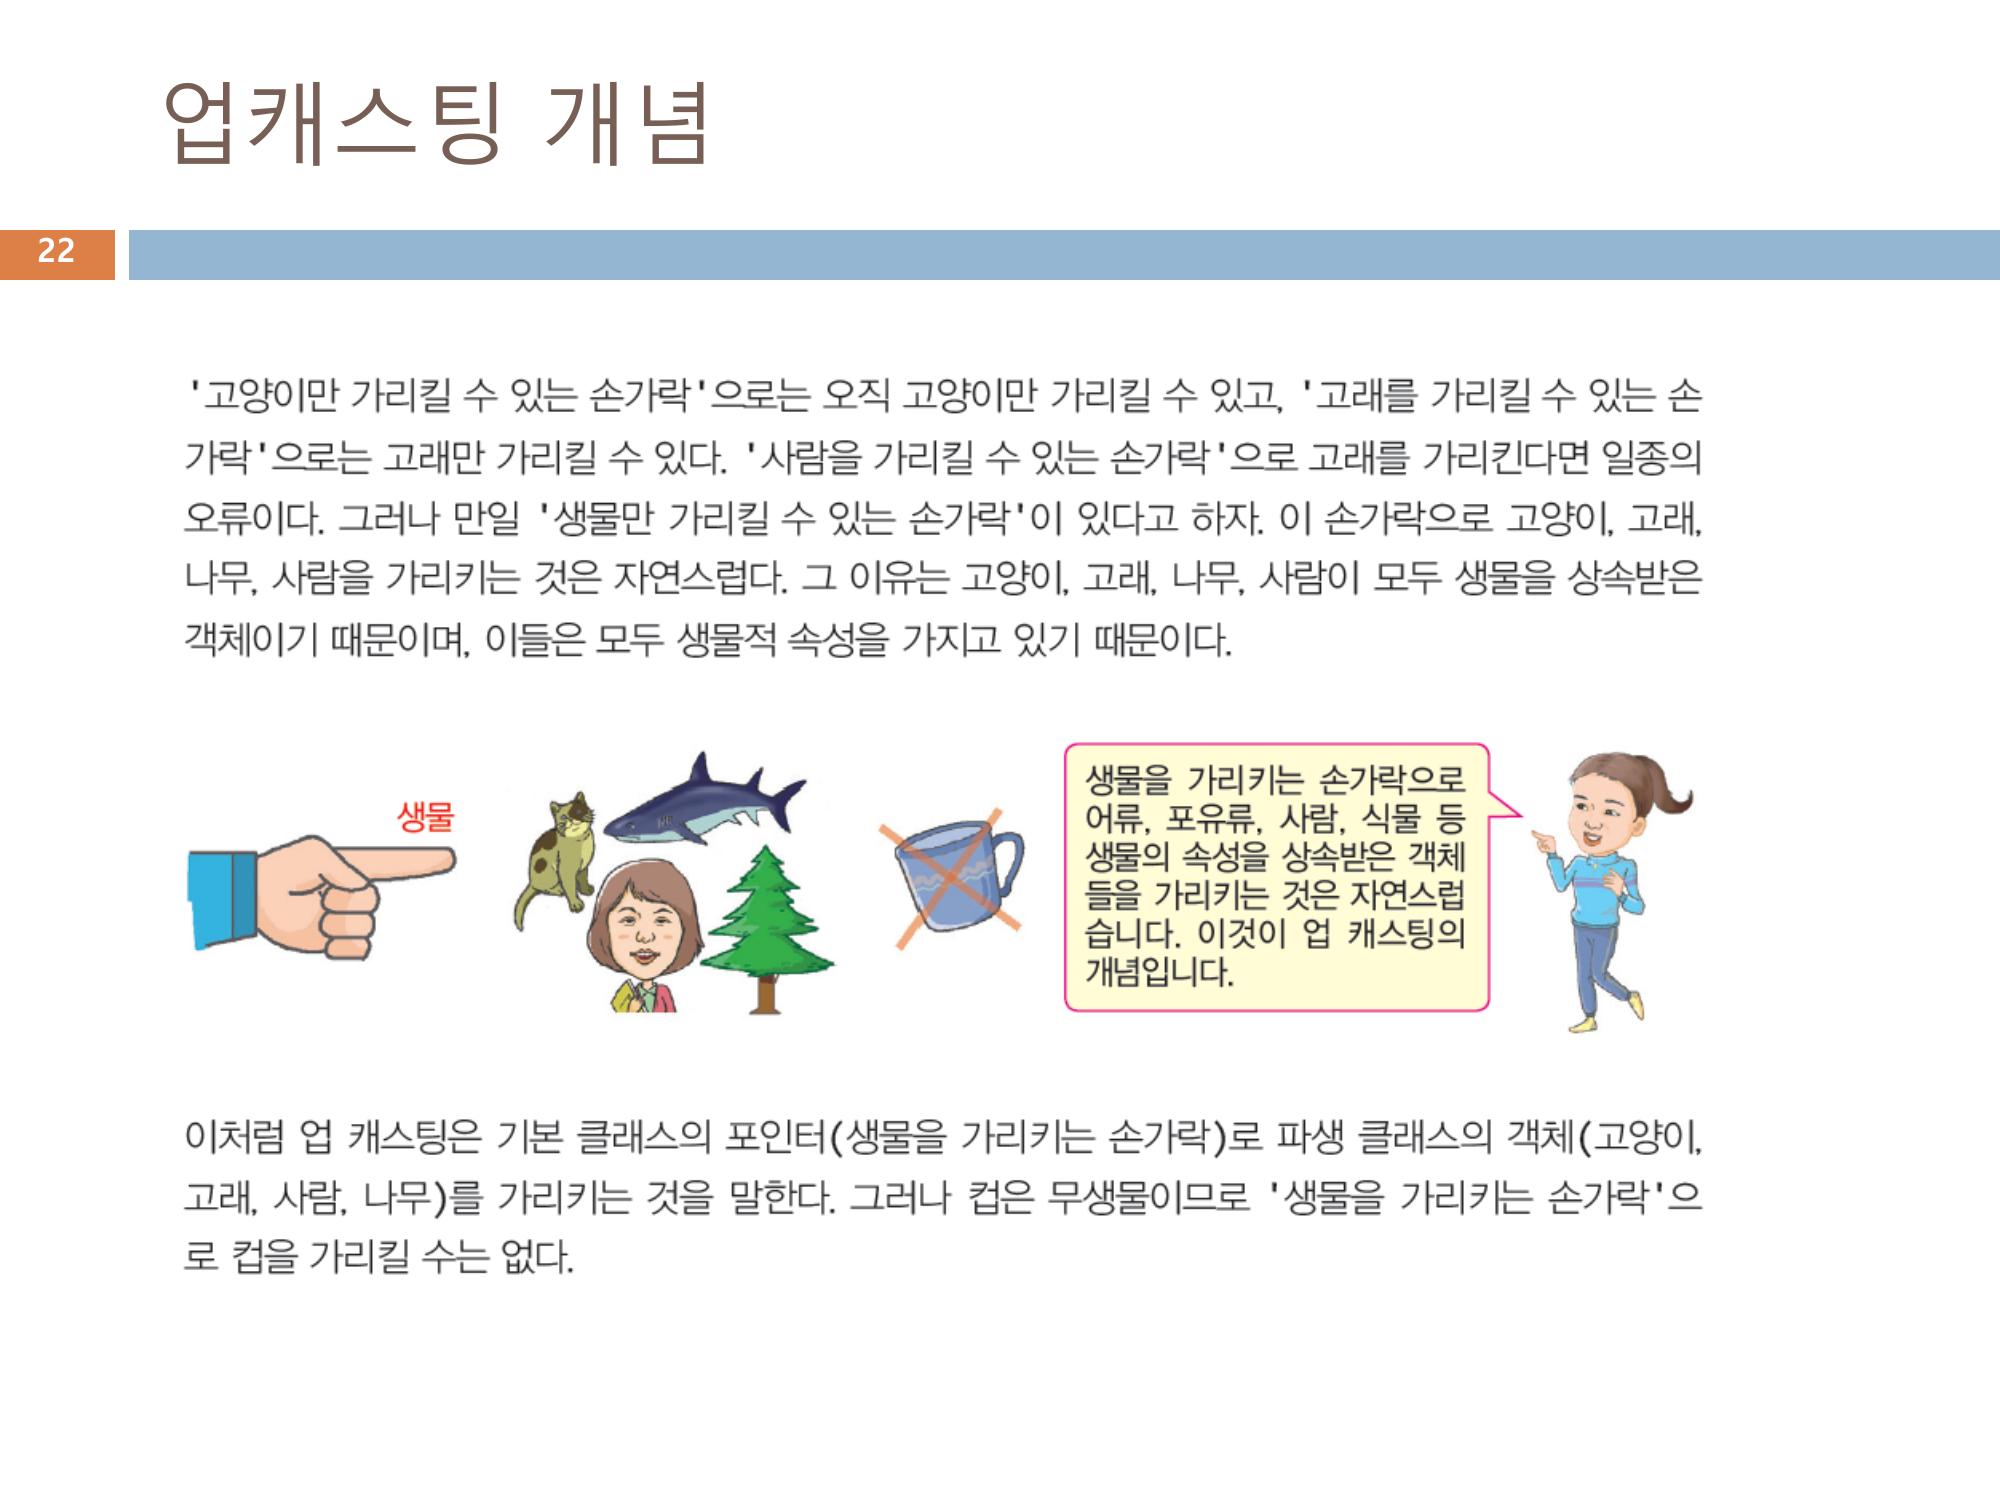 업캐스팅 개념
22
'고양이만 가리킬 수 있는 손가락'으로는 오직 고양이만 가리킬 수 있고, '고래를 가리킬 수 있는 손
가락'으로는 고래만 가리킬 수 있다. '사람을 가리킬 수 있는 손가락'으로 고래를 가리킨다면 일종의
오류이다. 그러나 만일 '생물만 가리킬 수 있는 손가락'이 있다고 하자. 이 손가락으로 고양이, 고래,
나무, 사람을 가리키는 것은 자연스럽다. 그 이유는 고양이, 고래, 나무, 사람이 모두 생물을 상속받은
객체이기 때문이며, 이들은 모두 생물적 속성을 가지고 있기 때문이다.
생물
생물을 가리키는 손가락으로
어류, 포유류, 사람, 식물 등
생물의 속성을 상속받은 객체
들을 가리키는 것은 자연스럽
습니다. 이것이 업 캐스팅의
개념입니다.
이처럼 업 캐스팅은 기본 클래스의 포인터(생물을 가리키는 손가락)로 파생 클래스의 객체(고양이,
고래, 사람, 나무)를 가리키는 것을 말한다. 그러나 컵은 무생물이므로 '생물을 가리키는 손가락'으
로 컵을 가리킬 수는 없다.